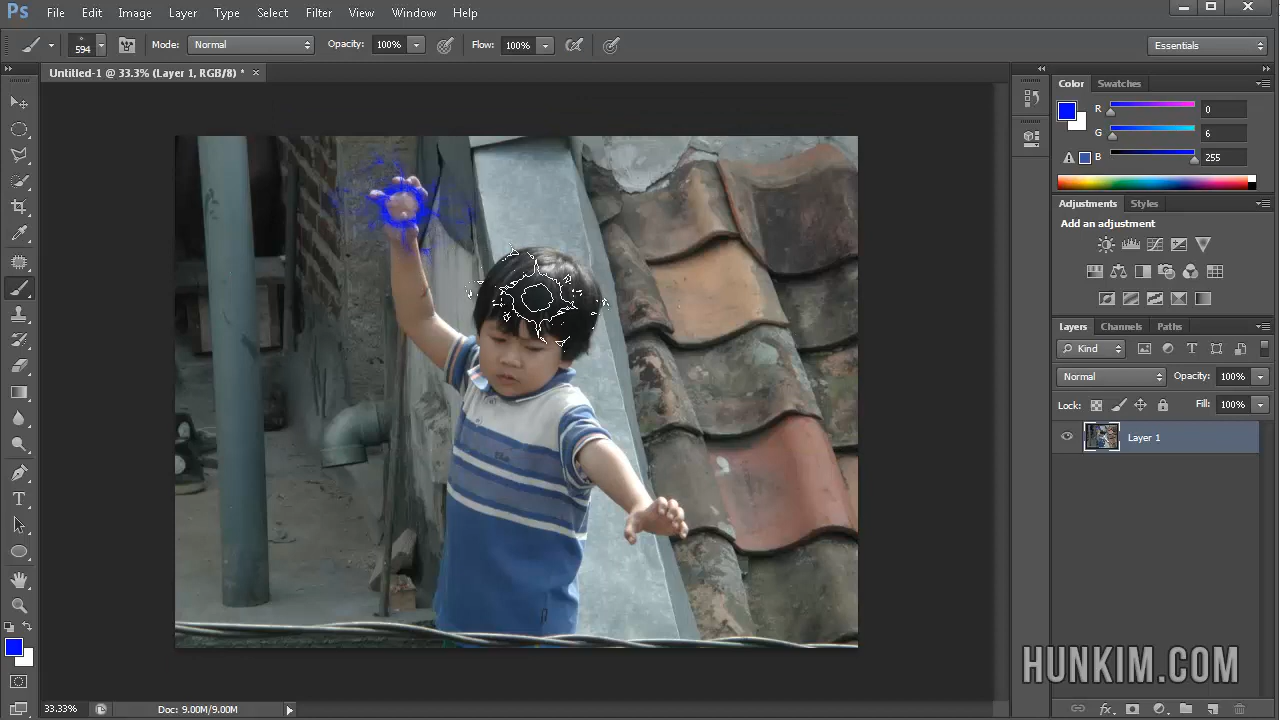 Ps File Edit Image Layer Type Select Filter View Window Help
594 Mode: Normal Opacity: 100% Flow: 100% Essentials
Untitled-1 @ 33.3% (Layer 1, RGB/8) *
Color Swatches
R 0
G 6
B 255
Adjustments Styles
Add an adjustment
Layers Channels Paths
Kind
Normal Opacity: 100%
Lock: Fill: 100%
Layer 1
HUNKIM.COM
33.33% Doc: 9.00M/9.00M